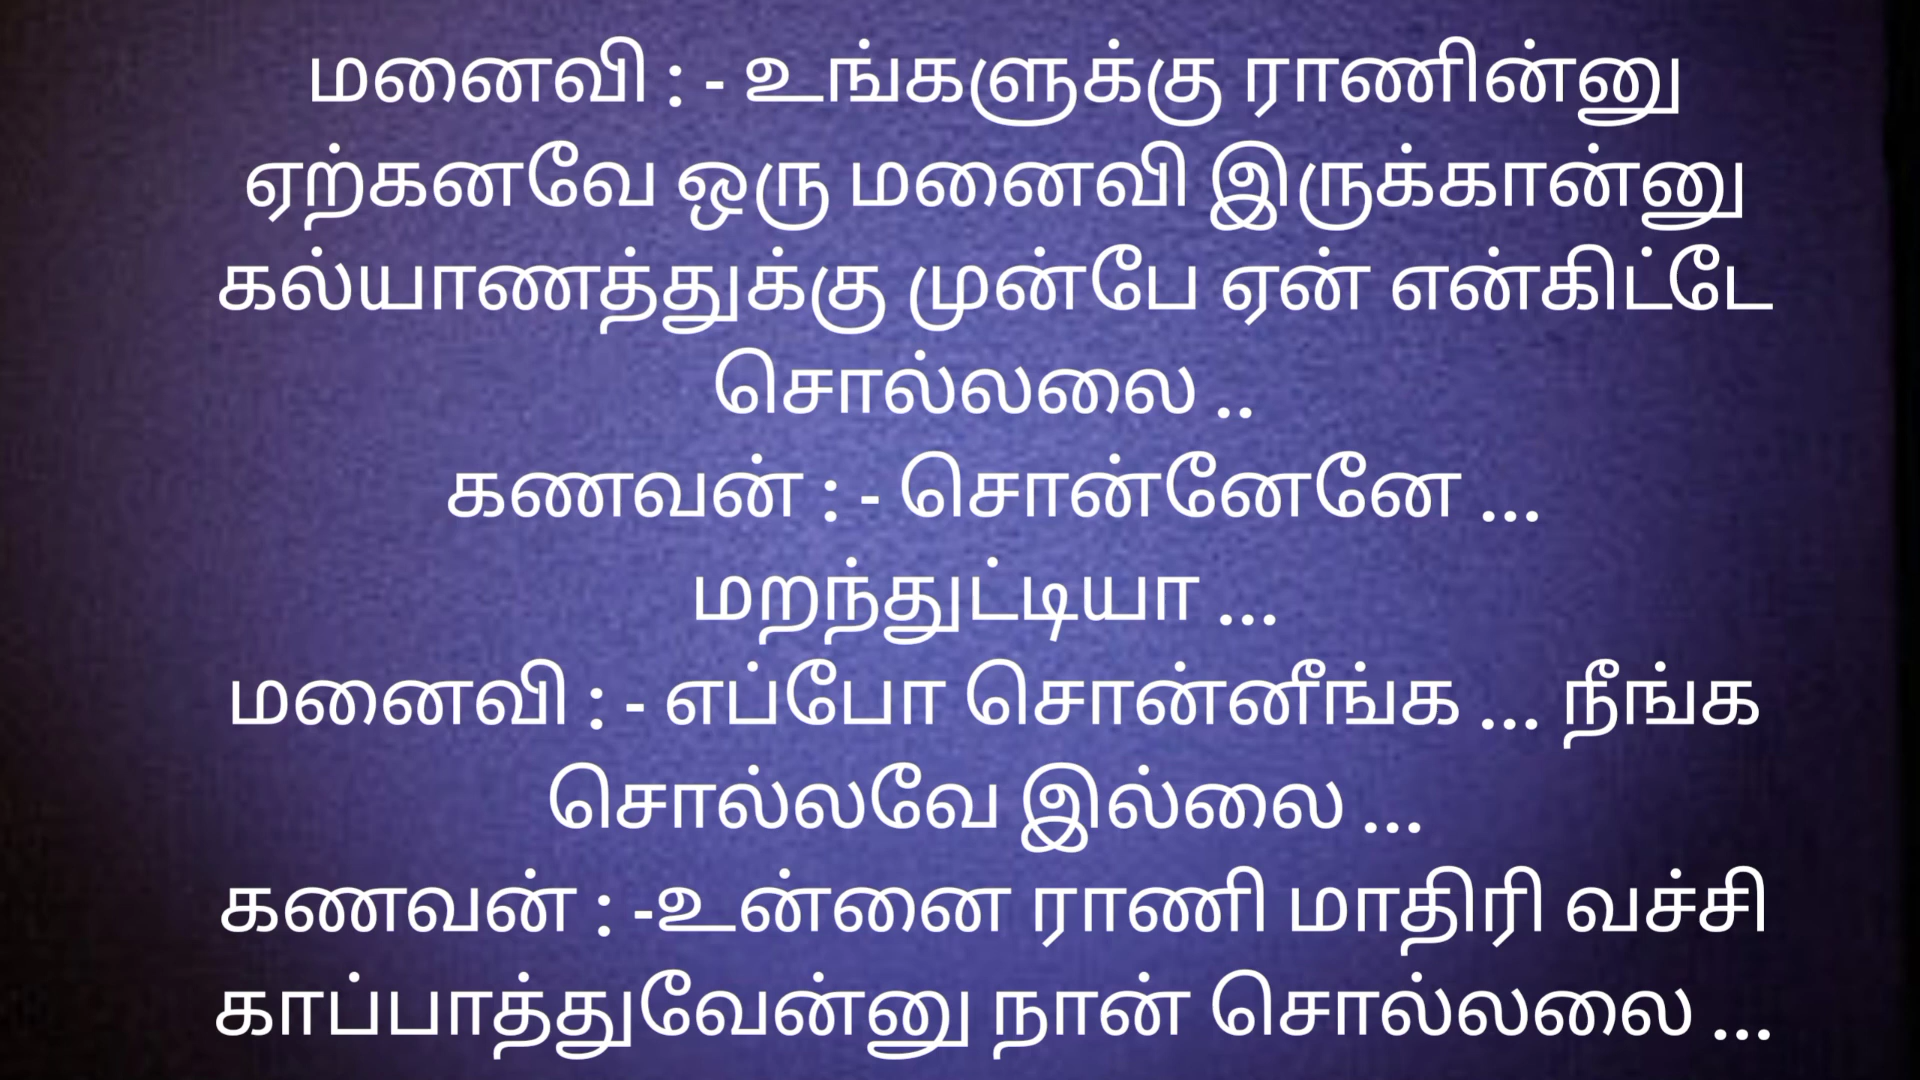 மனைவி : - உங்களுக்கு ராணின்னு
ஏற்கனவே ஒரு மனைவி இருக்கான்னு
கல்யாணத்துக்கு முன்பே ஏன் என்கிட்டே
சொல்லலை ..
கணவன் : - சொன்னேனே ...
மறந்துட்டியா ...
மனைவி : - எப்போ சொன்னீங்க ... நீங்க
சொல்லவே இல்லை ...
கணவன் : -உன்னை ராணி மாதிரி வச்சி
காப்பாத்துவேன்னு நான் சொல்லலை ...